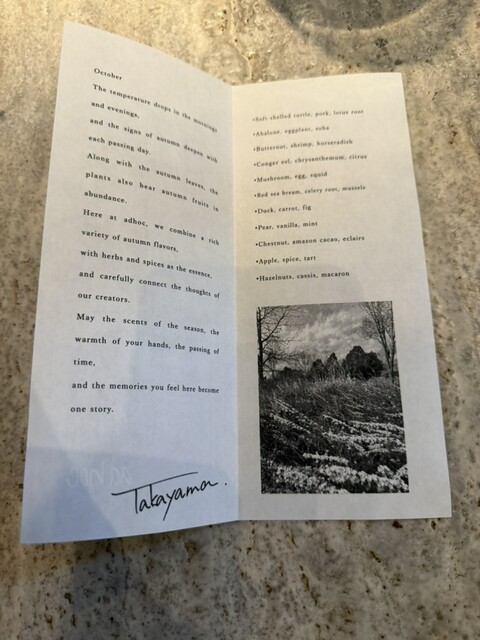 October
The temperature drops in the mornings
and evenings,
and the signs of autumn deepen with
each passing day.
Along with the autumn leaves, the
plants also bear autumn fruits in
abundance.
Here at adhoc, we combine a rich
variety of autumn flavors,
with herbs and spices as the essence,
and carefully connect the thoughts of
our creators.
May the scents of the season, the
warmth of your hands, the passing of
time,
and the memories you feel here become
one story.
Takayama.
•Soft shelled turtle, pork, lotus root
•Abalone, eggplant, soba
•Butternut, shrimp, horseradish
•Conger eel, chrysanthemum, citrus
•Mushroom, egg, squid
•Red sea bream, celery root, mussels
•Duck, carrot, fig
•Pear, vanilla, mint
•Chestnut, amazon cacao, eclairs
•Apple, spice, tart
•Hazelnuts, cassis, macaron